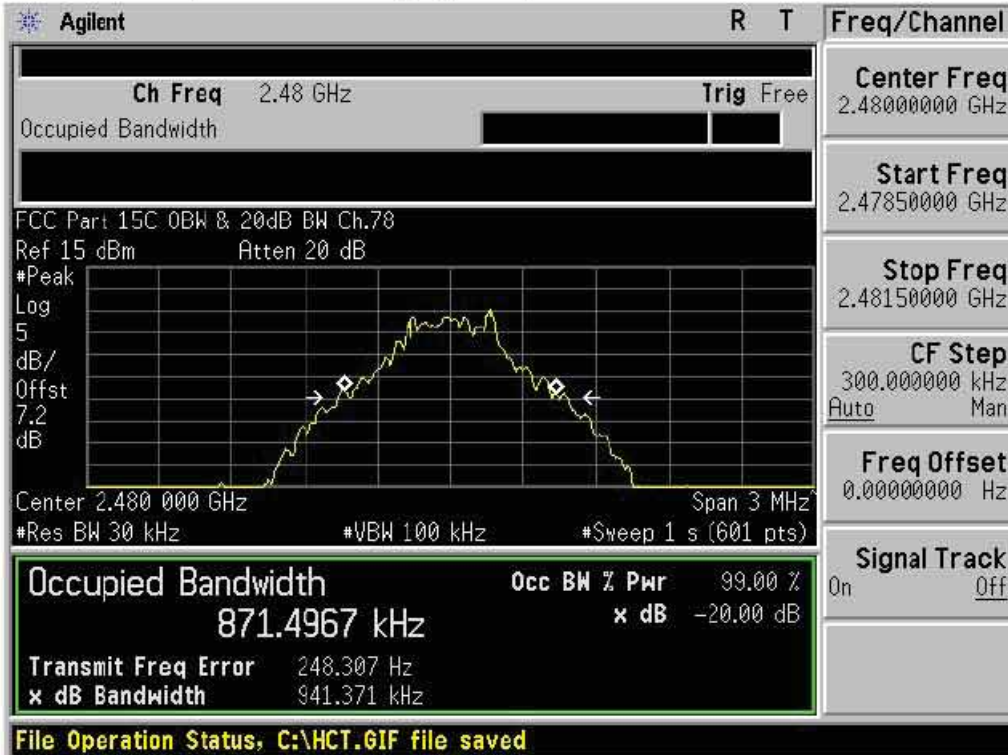 Agilent R T Freq/Channel
Ch Freq 2.48 GHz Trig Free
Occupied Bandwidth
Center Freq
2.48000000 GHz
Start Freq
2.47850000 GHz
Stop Freq
2.48150000 GHz
CF Step
300.000000 kHz
Auto Man
Freq Offset
0.00000000 Hz
Signal Track
On Off
FCC Part 15C OBW & 20dB BW Ch.78
Ref 15 dBm Atten 20 dB
#Peak
Log
5
dB/
Offst
7.2
dB
Center 2.480 000 GHz Span 3 MHz^
#Res BW 30 kHz #VBW 100 kHz #Sweep 1 s (601 pts)
Occupied Bandwidth
871.4967 kHz
Occ BW % Pwr 99.00 %
x dB -20.00 dB
Transmit Freq Error 248.307 Hz
x dB Bandwidth 941.371 kHz
File Operation Status, C:\HCT.GIF file saved